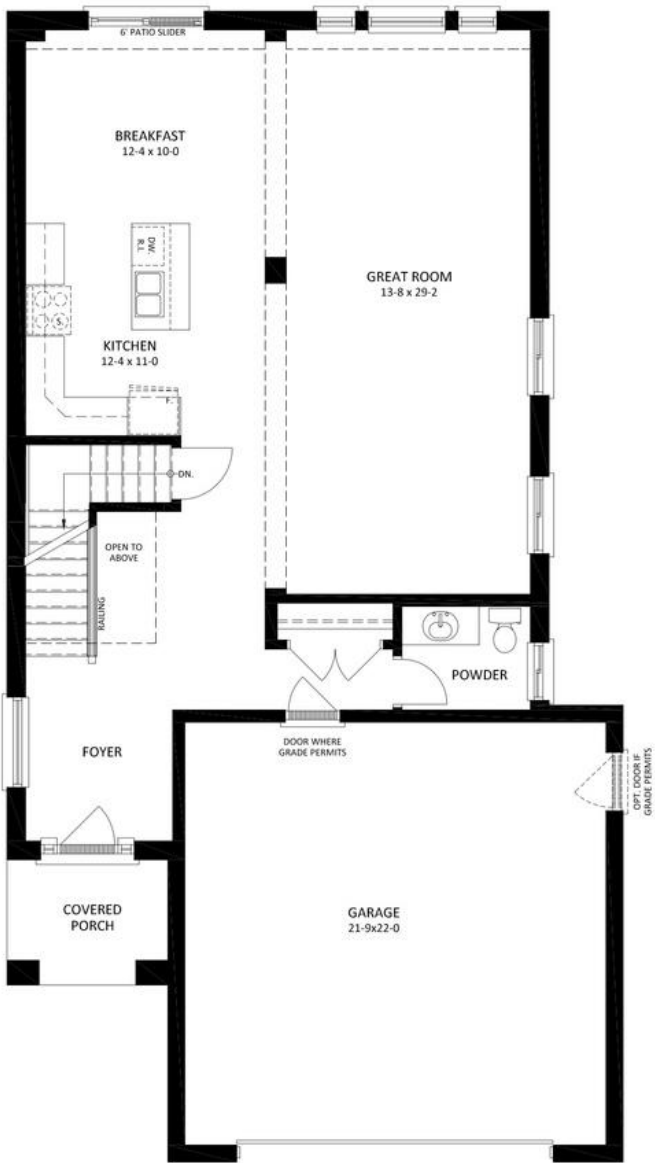 6' PATIO SLIDER
BREAKFAST
12-4 x 10-0
DW.
R.I.
GREAT ROOM
13-8 x 29-2
S.
KITCHEN
12-4 x 11-0
F.
DN.
OPEN TO
ABOVE
RAILING
POWDER
FOYER
DOOR WHERE
GRADE PERMITS
OPT. DOOR IF
GRADE PERMITS
COVERED
PORCH
GARAGE
21-9x22-0